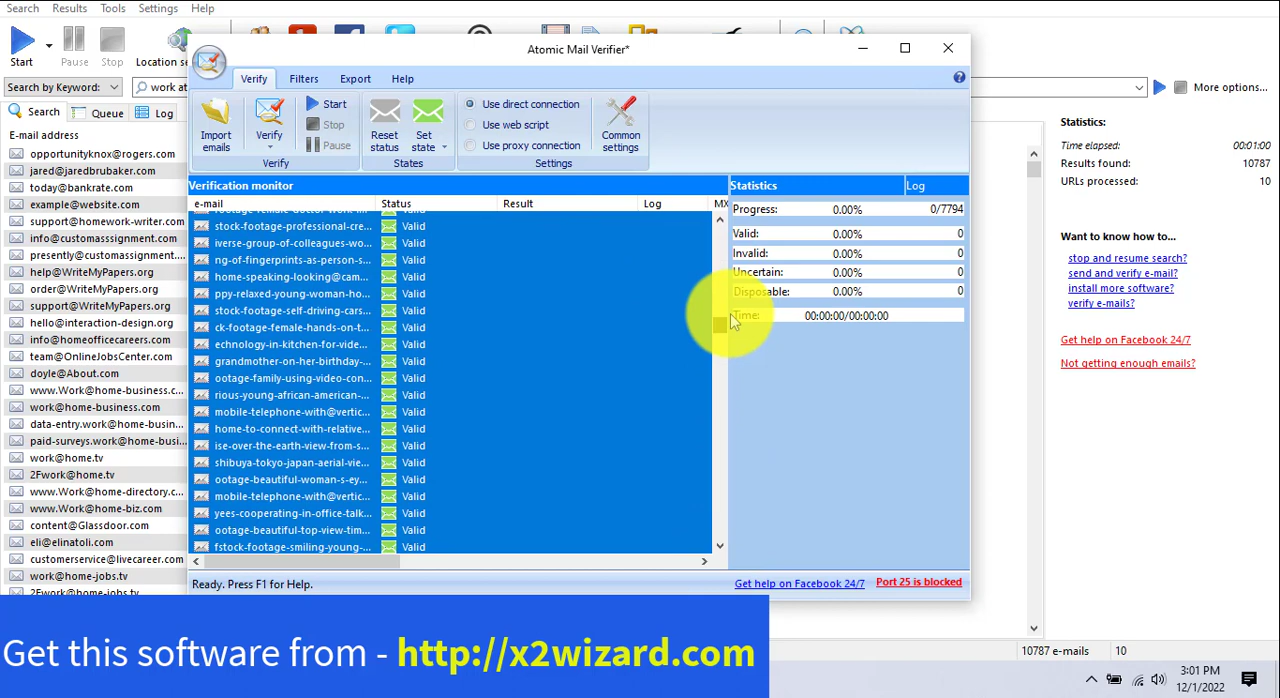 Search Results Tools Settings Help
Start Pause Stop Location se
Search by Keyword: work at
More options...
Search Queue Log
E-mail address
opportunityknox@rogers.com
jared@jaredbrubaker.com
today@bankrate.com
example@website.com
support@homework-writer.com
info@customassignment.com
presently@customassignment....
help@WriteMyPapers.org
order@WriteMyPapers.org
support@WriteMyPapers.org
hello@interaction-design.org
info@homeofficecareers.com
team@OnlineJobsCenter.com
doyle@About.com
www.Work@home-business.c...
work@home-business.com
data-entry.work@home-busine...
paid-surveys.work@home-busi...
work@home.tv
2Fwork@home.tv
www.Work@home-directory.c...
www.Work@home-biz.com
content@Glassdoor.com
eli@elinatoli.com
customerservice@livecareer.com
work@home-jobs.tv
2Fwork@home-jobs.tv
Atomic Mail Verifier*
Verify Filters Export Help
Import emails
Verify
Start
Stop
Pause
Verify
Reset status
Set state
States
Use direct connection
Use web script
Use proxy connection
Common settings
Settings
Verification monitor
e-mail Status Result Log MX
stock-footage-professional-cre... Valid
iverse-group-of-colleagues-wo... Valid
ng-of-fingerprints-as-person-s... Valid
home-speaking-looking@cam... Valid
ppy-relaxed-young-woman-ho... Valid
stock-footage-self-driving-cars... Valid
ck-footage-female-hands-on-t... Valid
echnology-in-kitchen-for-vide... Valid
grandmother-on-her-birthday-... Valid
ootage-family-using-video-con... Valid
rious-young-african-american-... Valid
mobile-telephone-with@vertic... Valid
home-to-connect-with-relative... Valid
ise-over-the-earth-view-from-s... Valid
shibuya-tokyo-japan-aerial-vie... Valid
ootage-beautiful-woman-s-ey... Valid
mobile-telephone-with@vertic... Valid
yees-cooperating-in-office-talk... Valid
ootage-beautiful-top-view-tim... Valid
fstock-footage-smiling-young-... Valid
Statistics Log
Progress: 0.00% 0/7794
Valid: 0.00% 0
Invalid: 0.00% 0
Uncertain: 0.00% 0
Disposable: 0.00% 0
Time: 00:00:00/00:00:00
Ready. Press F1 for Help.
Get help on Facebook 24/7 Port 25 is blocked
Statistics:
Time elapsed: 00:01:00
Results found: 10787
URLs processed: 10
Want to know how to...
stop and resume search?
send and verify e-mail?
install more software?
verify e-mails?
Get help on Facebook 24/7
Not getting enough emails?
10787 e-mails 10
Get this software from - http://x2wizard.com
3:01 PM
12/1/2022